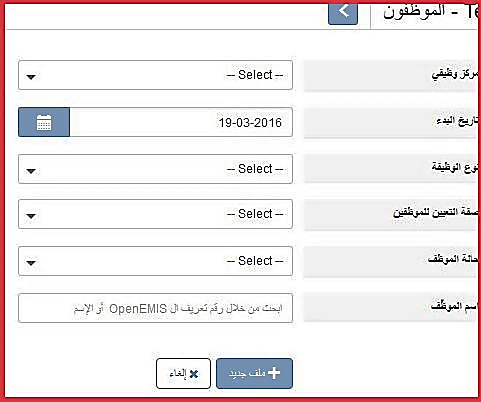 الموظفون - Te
مركز وظيفي
-- Select --
تاريخ البدء
19-03-2016
نوع الوظيفة
-- Select --
صفة التعيين للموظفين
-- Select --
حالة الموظف
-- Select --
اسم الموظف
ابحث من خلال رقم تعريف ال OpenEMIS أو الإسم
ملف جديد
إلغاء